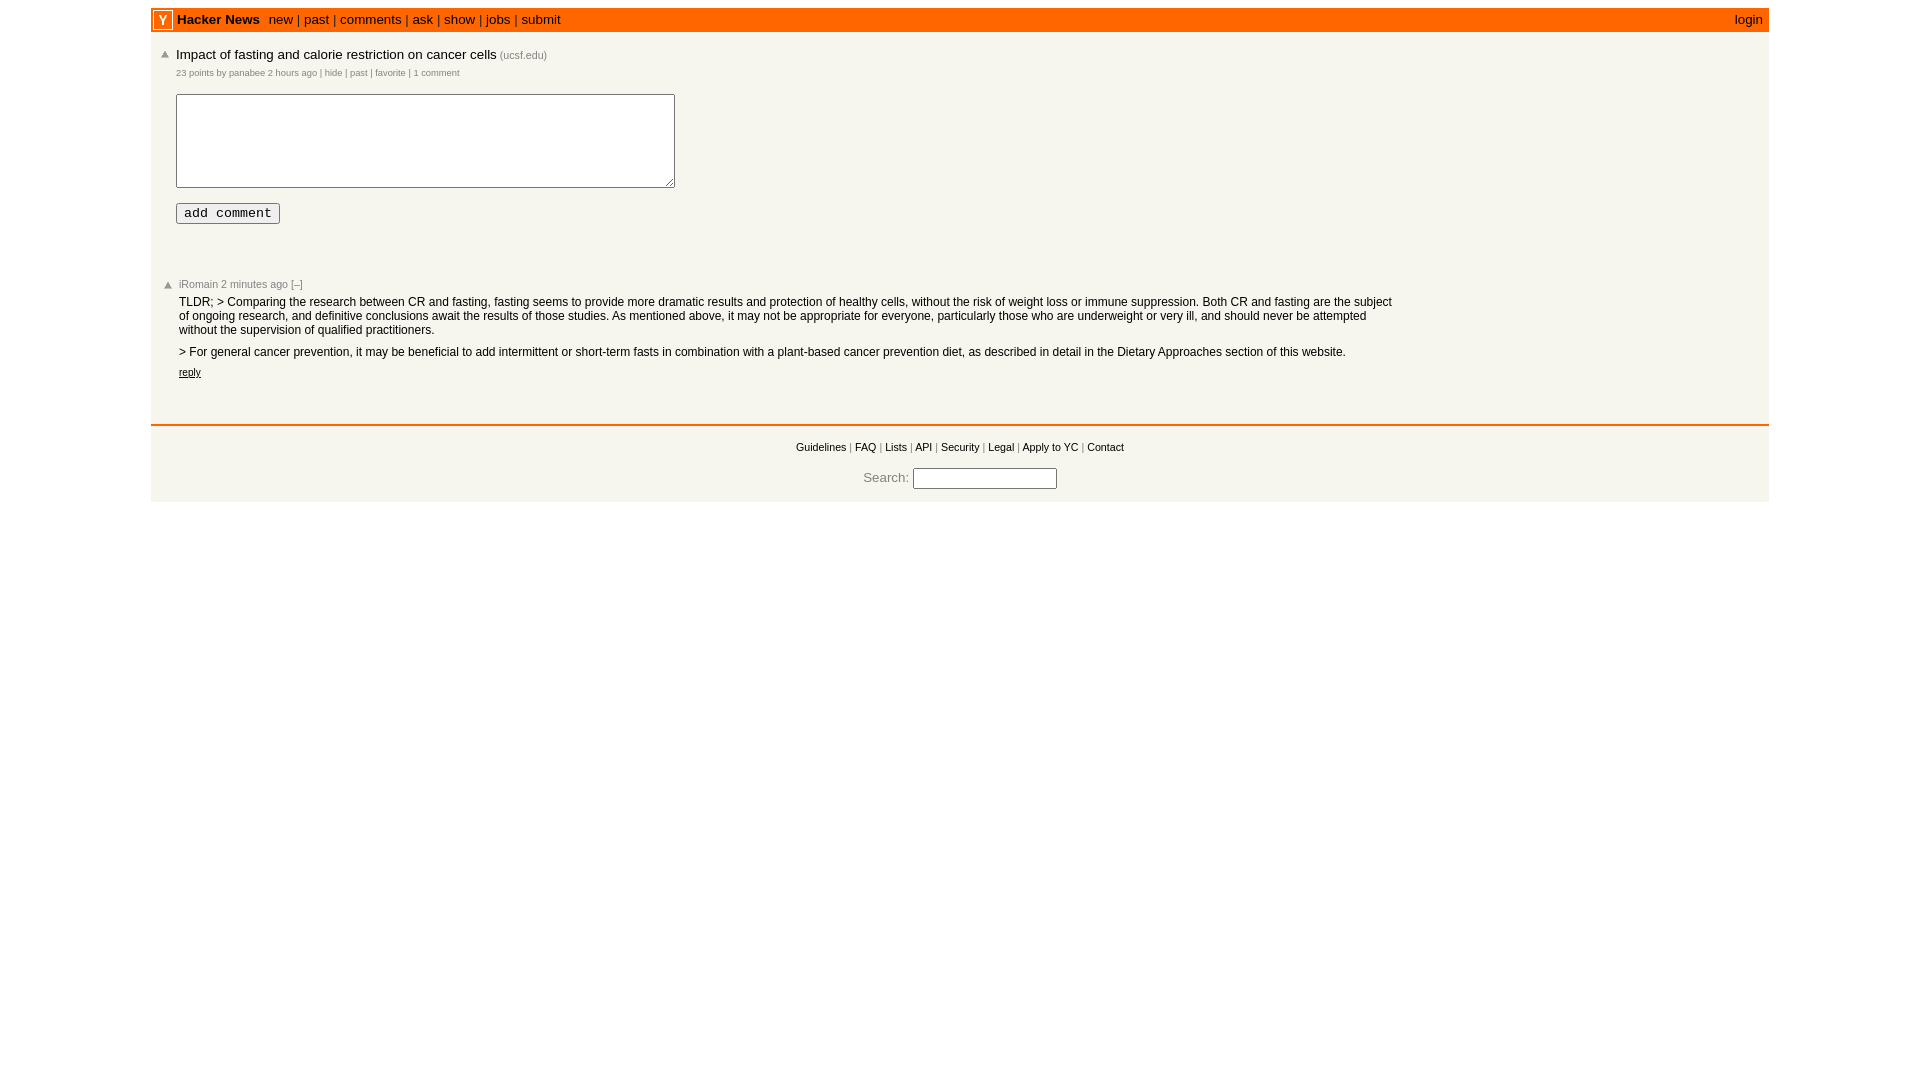 Y Hacker News new | past | comments | ask | show | jobs | submit login
Impact of fasting and calorie restriction on cancer cells (ucsf.edu)
23 points by panabee 2 hours ago | hide | past | favorite | 1 comment
add comment
iRomain 2 minutes ago [–]
TLDR; > Comparing the research between CR and fasting, fasting seems to provide more dramatic results and protection of healthy cells, without the risk of weight loss or immune suppression. Both CR and fasting are the subject
of ongoing research, and definitive conclusions await the results of those studies. As mentioned above, it may not be appropriate for everyone, particularly those who are underweight or very ill, and should never be attempted
without the supervision of qualified practitioners.
> For general cancer prevention, it may be beneficial to add intermittent or short-term fasts in combination with a plant-based cancer prevention diet, as described in detail in the Dietary Approaches section of this website.
reply
Guidelines | FAQ | Lists | API | Security | Legal | Apply to YC | Contact
Search: